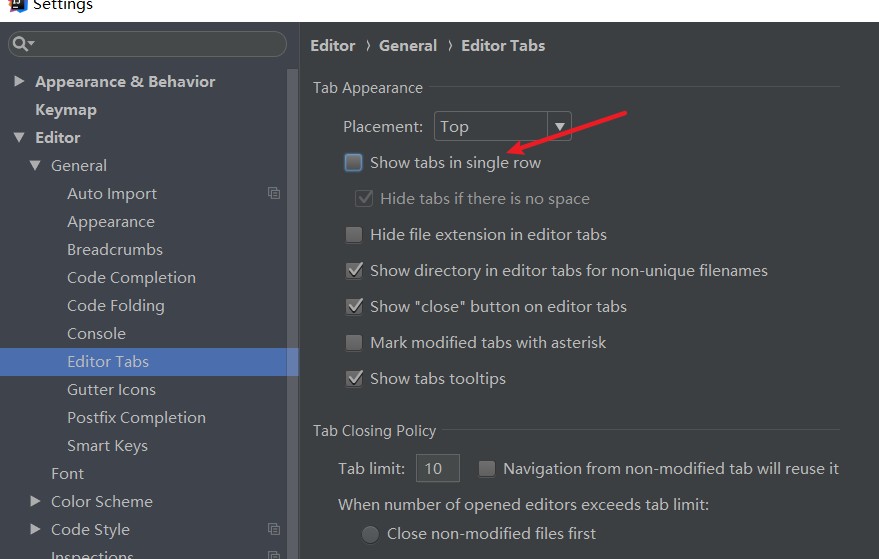 Settings
Editor › General › Editor Tabs
Appearance & Behavior
Keymap
Editor
General
Auto Import
Appearance
Breadcrumbs
Code Completion
Code Folding
Console
Editor Tabs
Gutter Icons
Postfix Completion
Smart Keys
Font
Color Scheme
Code Style
Inspections
Tab Appearance
Placement: Top
Show tabs in single row
Hide tabs if there is no space
Hide file extension in editor tabs
Show directory in editor tabs for non-unique filenames
Show "close" button on editor tabs
Mark modified tabs with asterisk
Show tabs tooltips
Tab Closing Policy
Tab limit: 10 Navigation from non-modified tab will reuse it
When number of opened editors exceeds tab limit:
Close non-modified files first